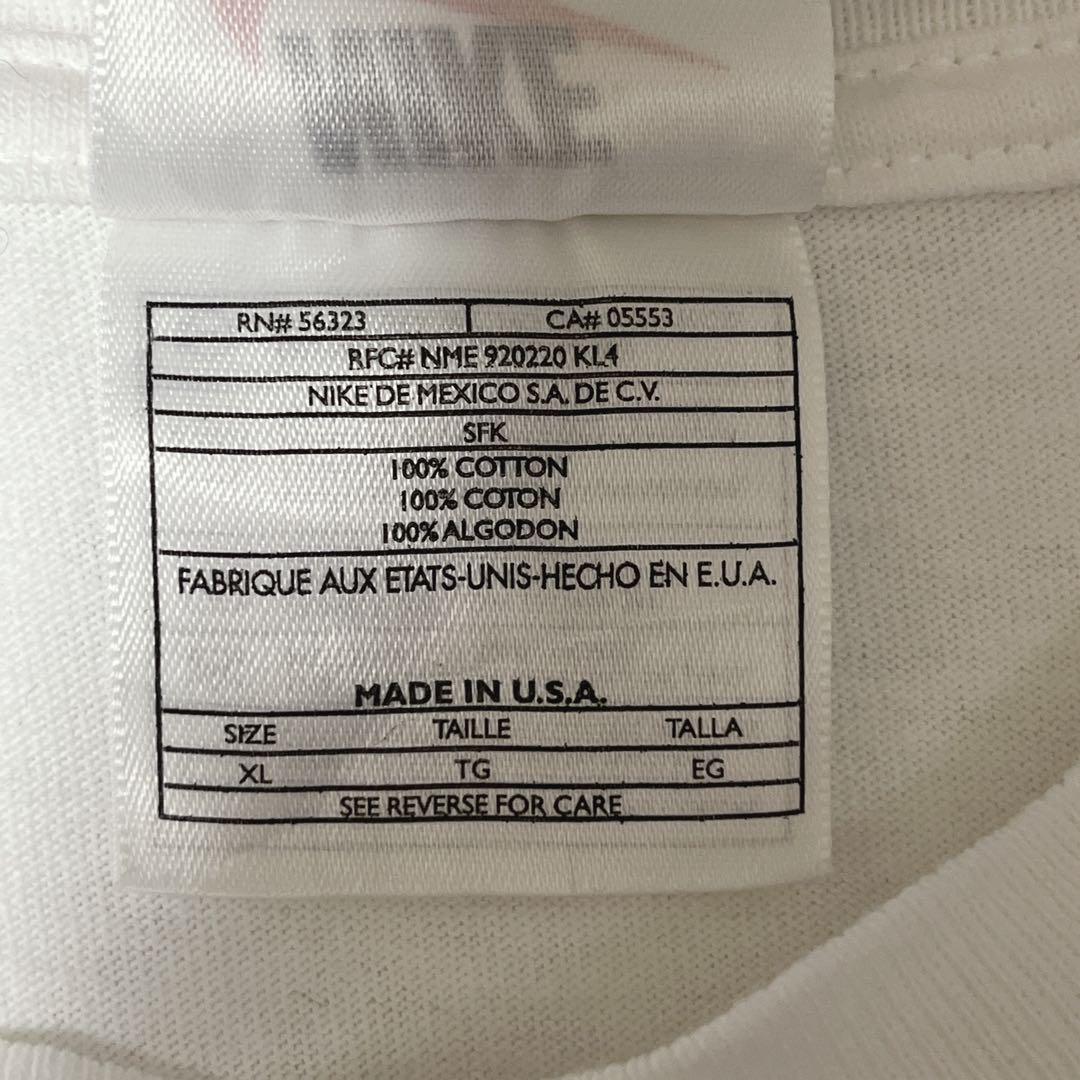 NIKE
RN# 56323 CA# 05553
RFC# NME 920220 KL4
NIKE DE MEXICO S.A. DE C.V.
SFK
100% COTTON
100% COTON
100% ALGODON
FABRIQUE AUX ETATS-UNIS-HECHO EN E.U.A.
MADE IN U.S.A.
SIZE TAILLE TALLA
XL TG EG
SEE REVERSE FOR CARE